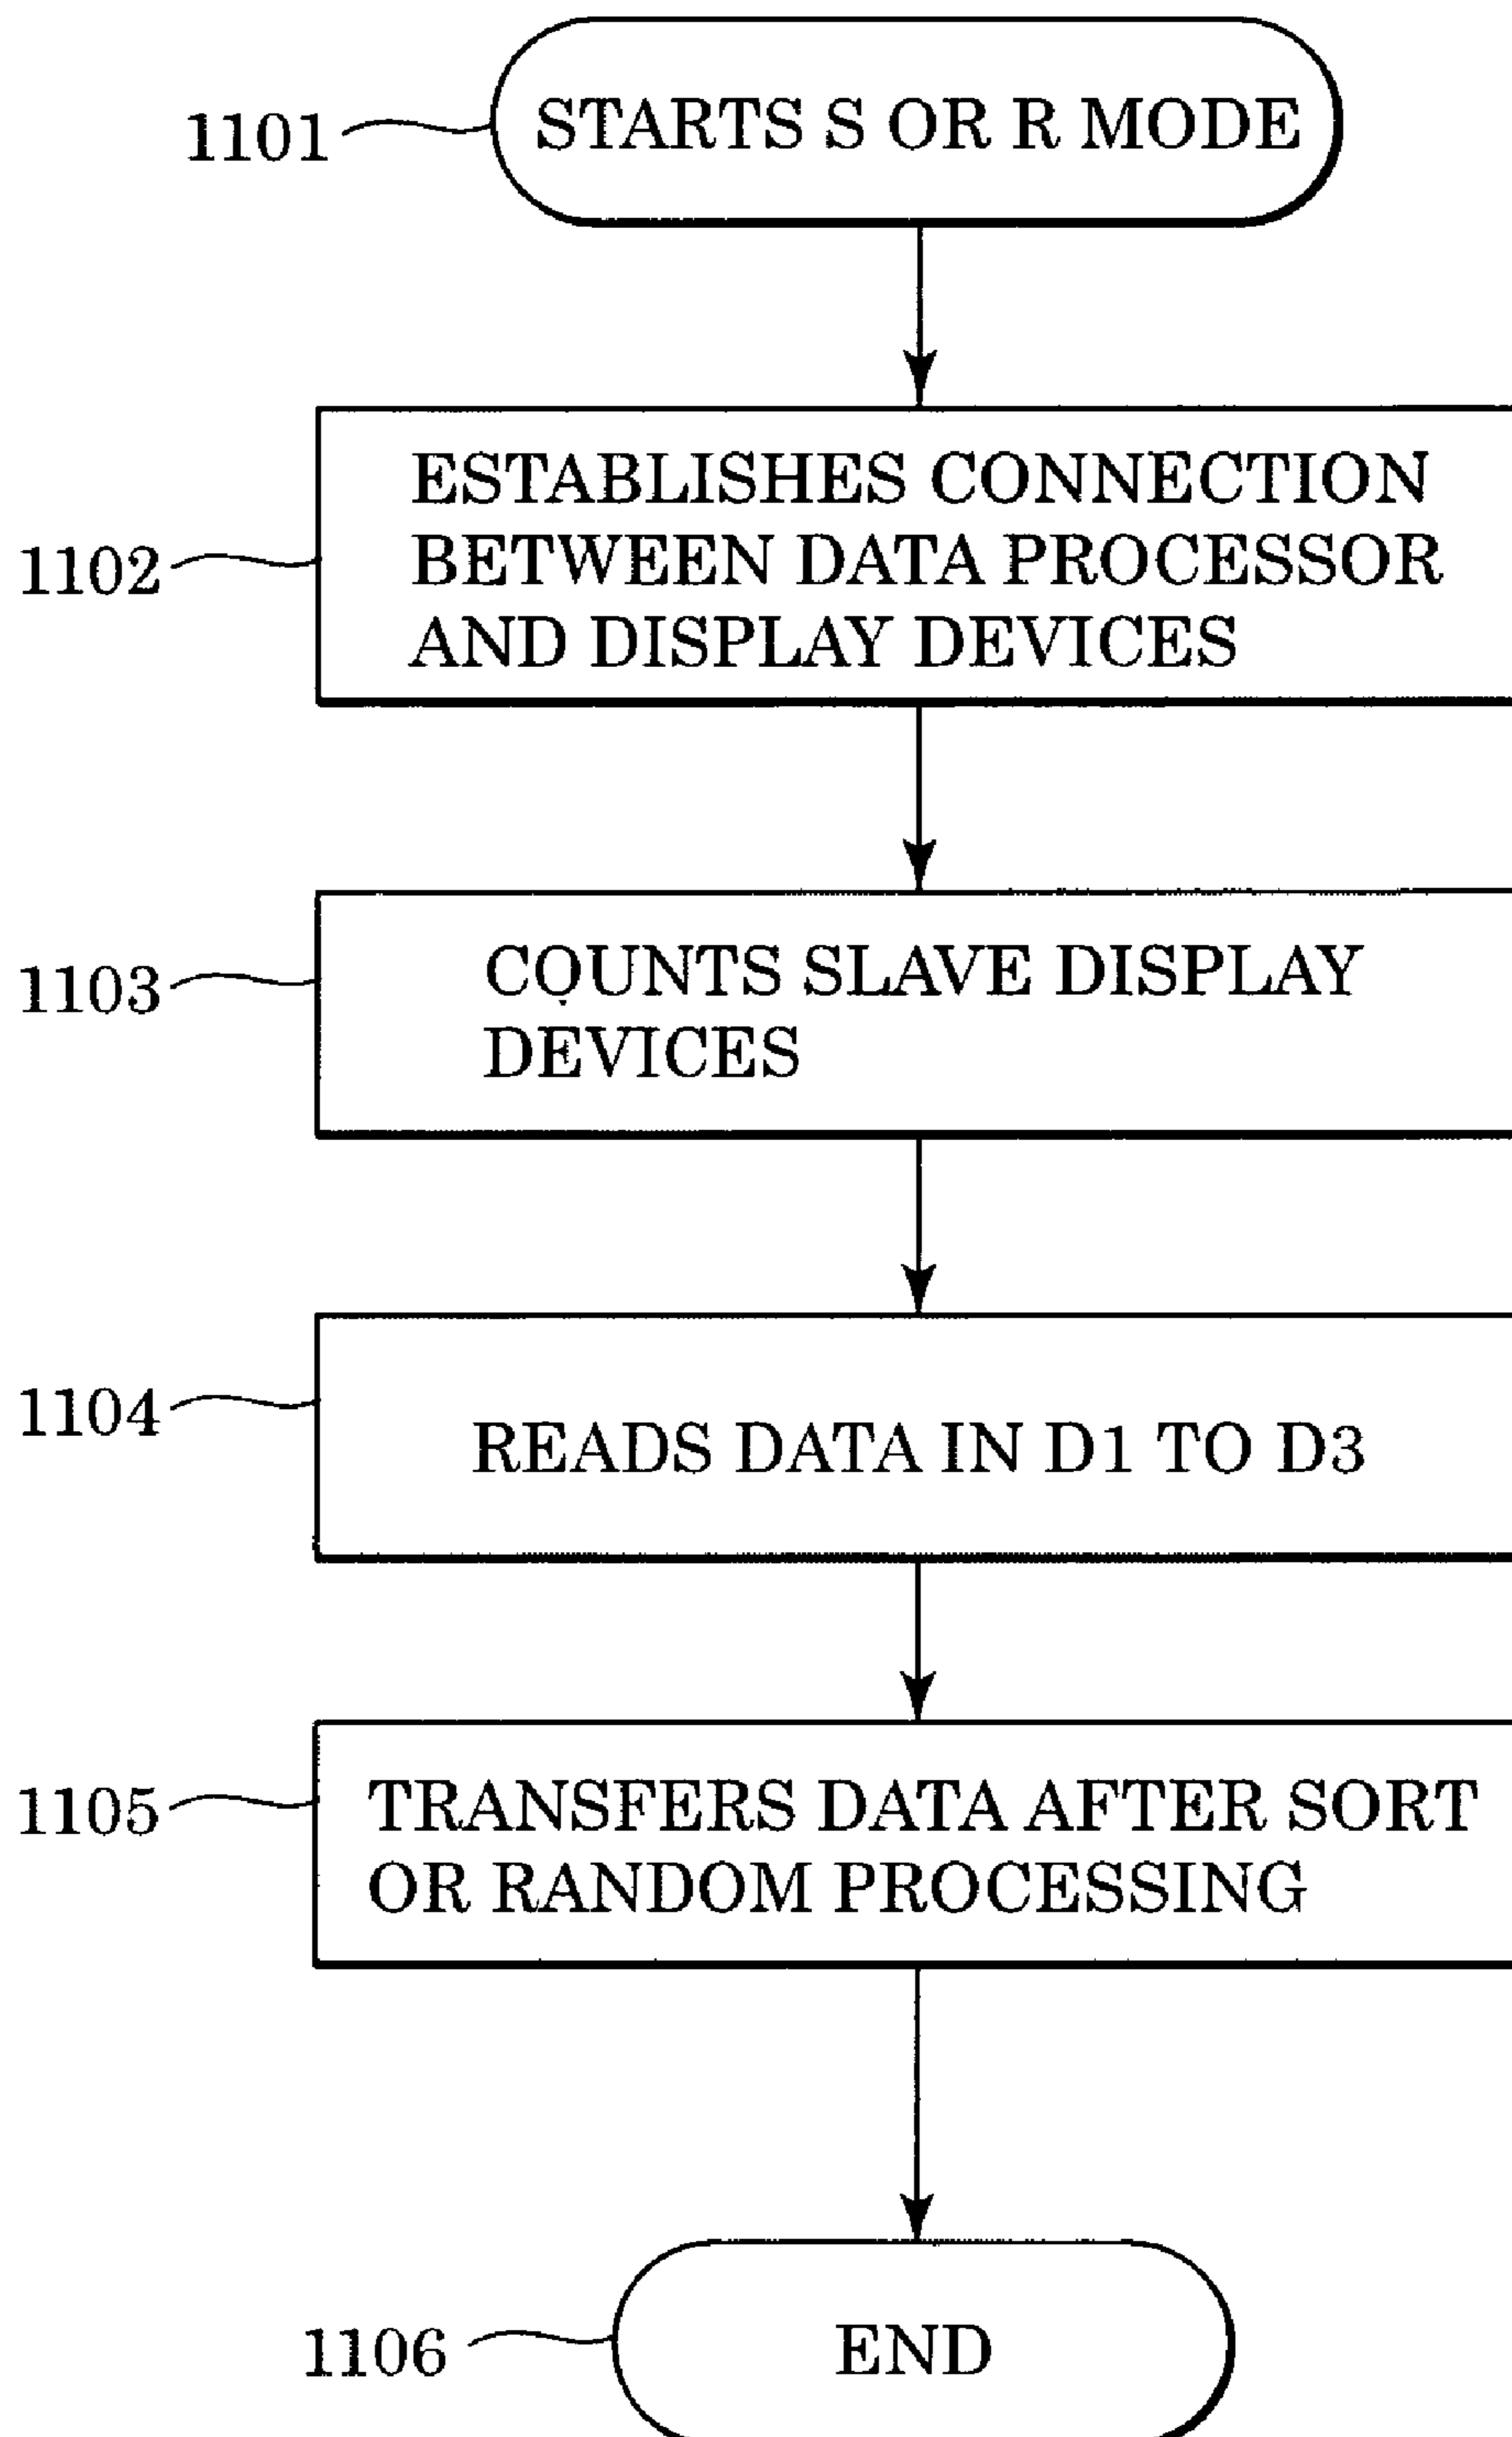 1101
STARTS S OR R MODE
1102
ESTABLISHES CONNECTION
BETWEEN DATA PROCESSOR
AND DISPLAY DEVICES
1103
COUNTS SLAVE DISPLAY
DEVICES
1104
READS DATA IN D1 TO D3
1105
TRANSFERS DATA AFTER SORT
OR RANDOM PROCESSING
1106
END